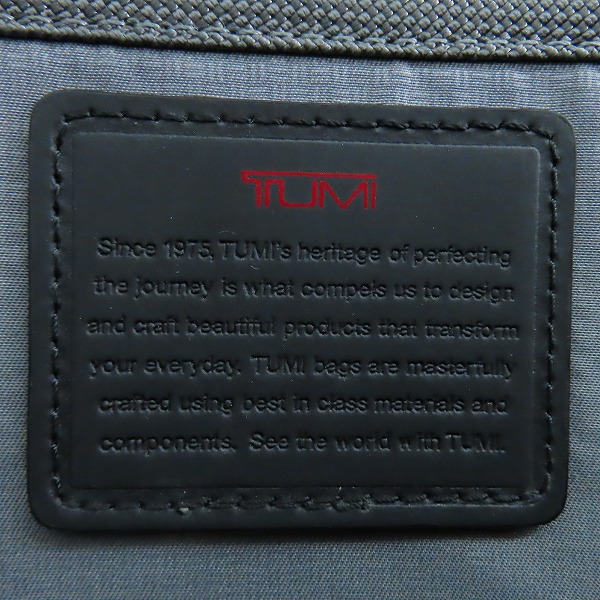 TUMI
Since 1975, TUMI's heritage of perfecting
the journey is what compels us to design
and craft beautiful products that transform
your everyday. TUMI bags are masterfully
crafted using best in class materials and
components. See the world with TUMI.